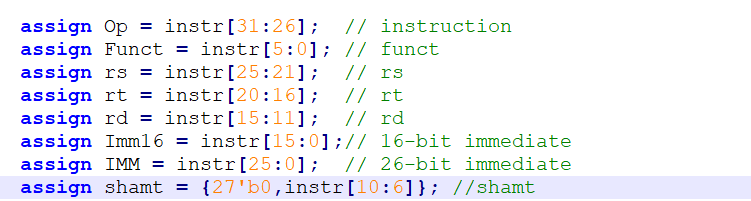 assign Op = instr[31:26];  // instruction
assign Funct = instr[5:0]; // funct
assign rs = instr[25:21];  // rs
assign rt = instr[20:16];  // rt
assign rd = instr[15:11];  // rd
assign Imm16 = instr[15:0];// 16-bit immediate
assign IMM = instr[25:0];  // 26-bit immediate
assign shamt = {27'b0,instr[10:6]}; //shamt